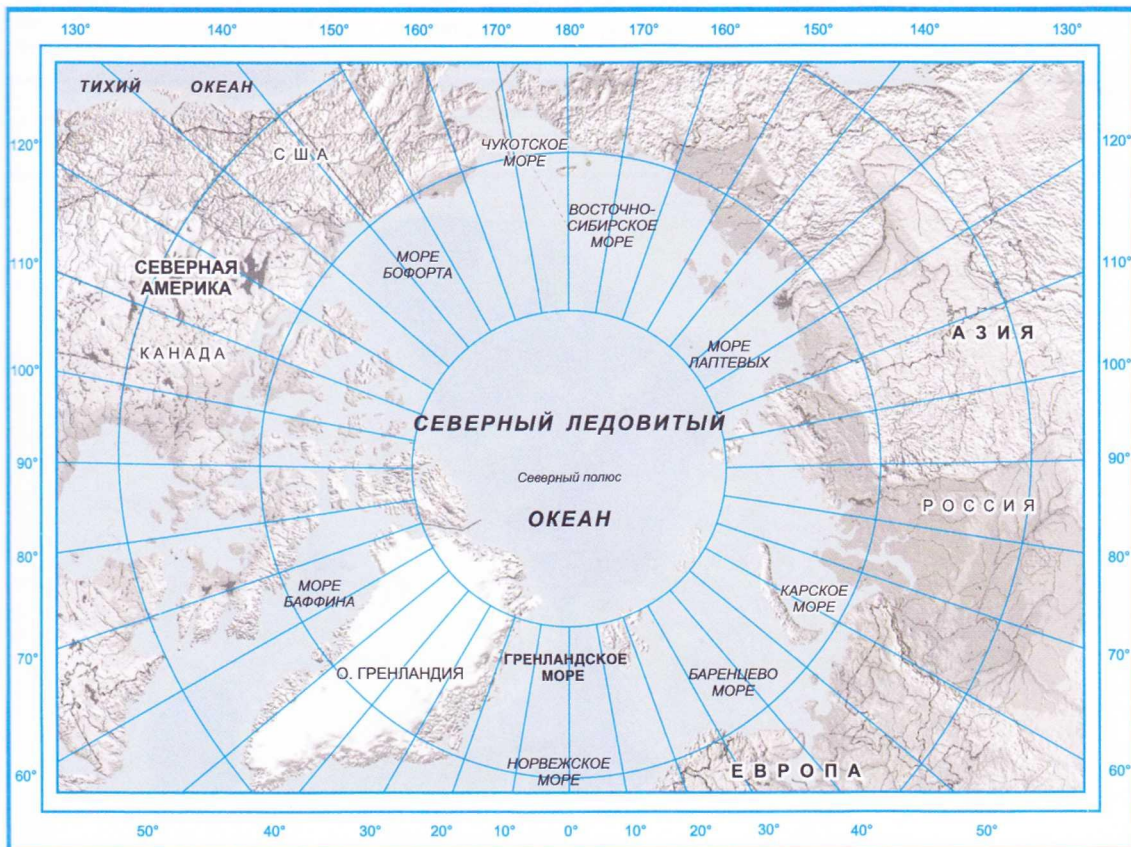 130° 140° 150° 160° 170° 180° 170° 160° 150° 140° 130°
ТИХИЙ ОКЕАН
120°
США
ЧУКОТСКОЕ
МОРЕ
120°
ВОСТОЧНО-
СИБИРСКОЕ
МОРЕ
МОРЕ
БОФОРТА
110°
СЕВЕРНАЯ
АМЕРИКА
110°
КАНАДА
МОРЕ
ЛАПТЕВЫХ
АЗИЯ
100°
100°
СЕВЕРНЫЙ ЛЕДОВИТЫЙ
90°
Северный полюс
90°
ОКЕАН
РОССИЯ
80°
80°
МОРЕ
БАФФИНА
КАРСКОЕ
МОРЕ
70°
О. ГРЕНЛАНДИЯ
ГРЕНЛАНДСКОЕ
МОРЕ
БАРЕНЦЕВО
МОРЕ
70°
60°
НОРВЕЖСКОЕ
МОРЕ
ЕВРОПА
60°
50° 40° 30° 20° 10° 0° 10° 20° 30° 40° 50°